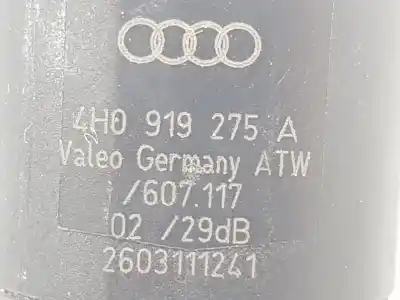 4H0 919 275 A
Valeo Germany ATW
/607.117
02 /29dB
2603111241